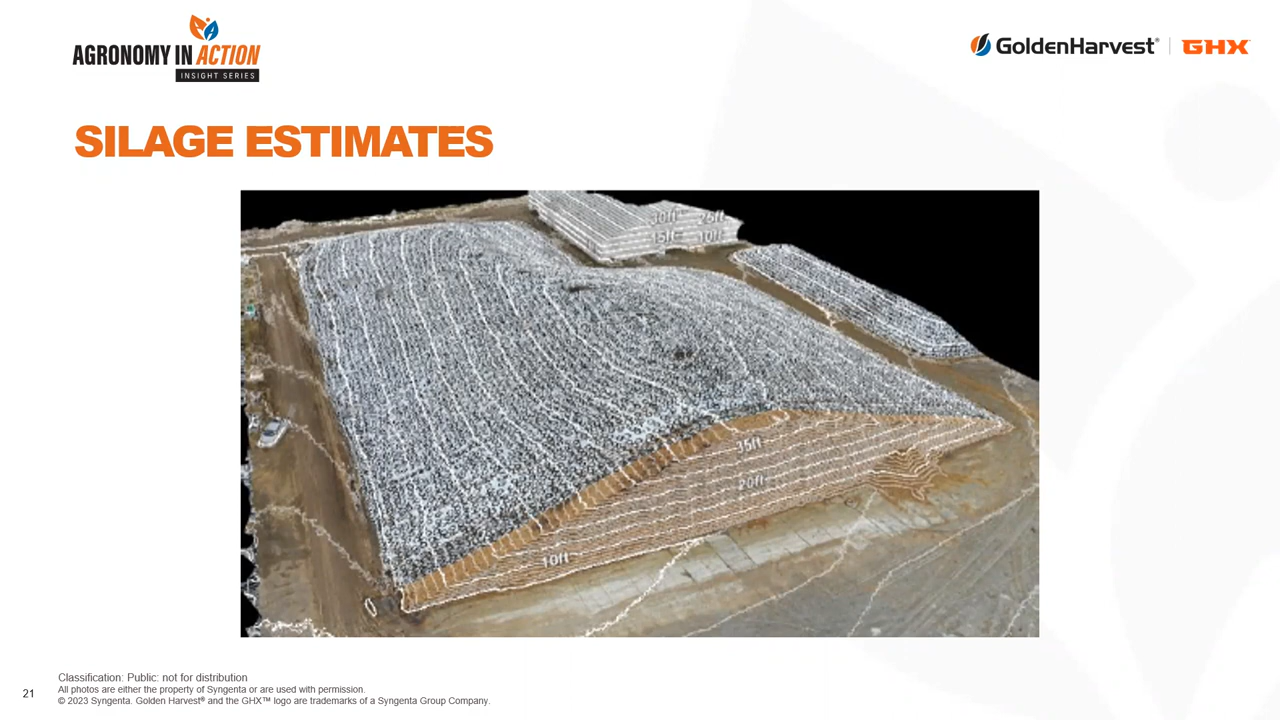 AGRONOMY IN ACTION
INSIGHT SERIES
GoldenHarvest®
GHX™
SILAGE ESTIMATES
30ft 25ft
15ft 10ft
35ft
20ft
10ft
21
Classification: Public: not for distribution
All photos are either the property of Syngenta or are used with permission.
© 2023 Syngenta. Golden Harvest® and the GHX™ logo are trademarks of a Syngenta Group Company.